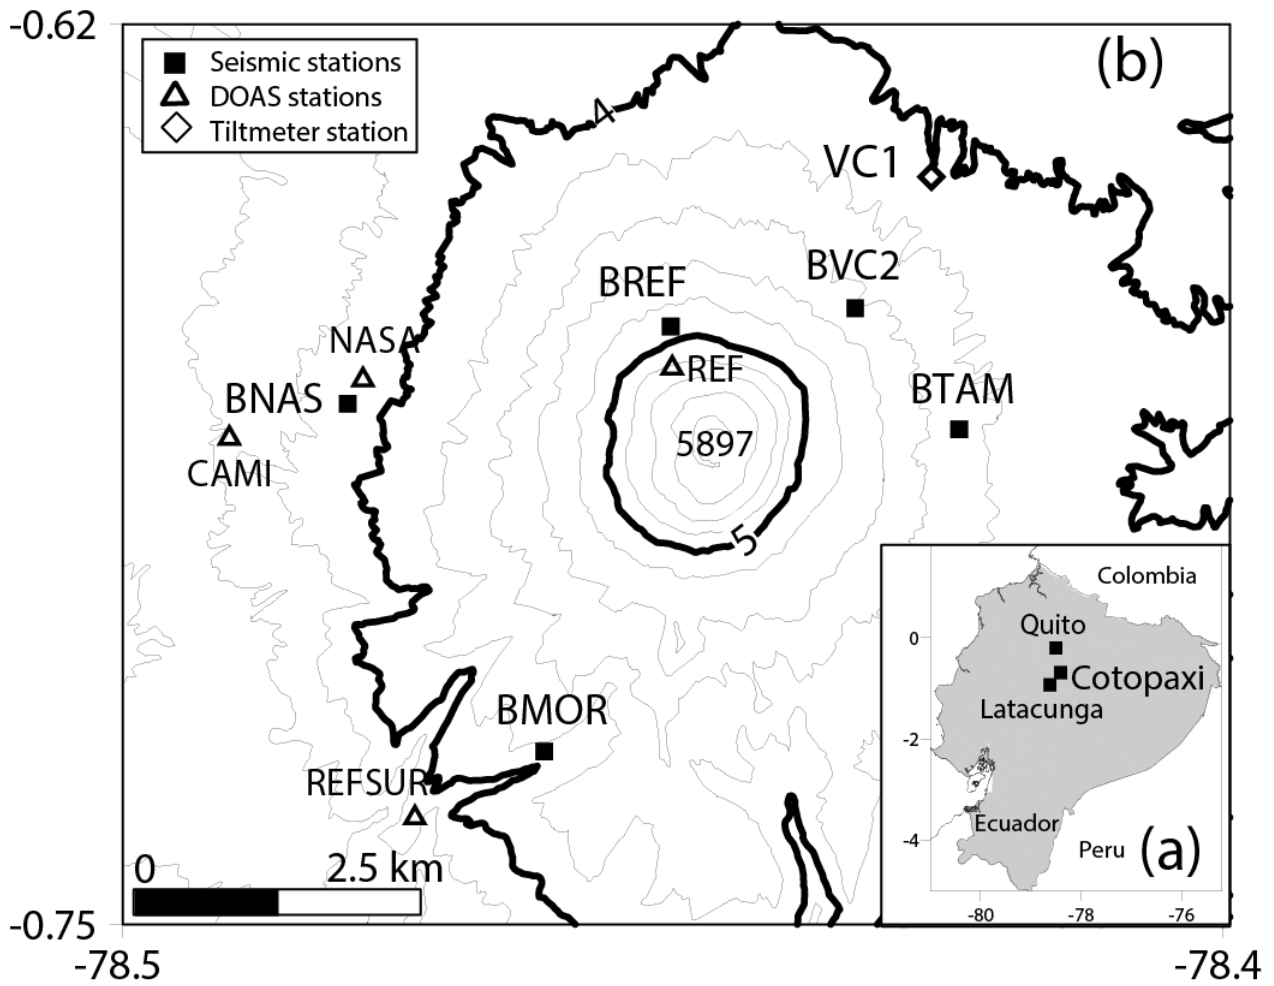 -0.62
(b)
Seismic stations
DOAS stations
Tiltmeter station
4
VC1
BVC2
BREF
NASA
REF
BTAM
BNAS
5897
CAMI
5
Colombia
0
Quito
Cotopaxi
Latacunga
-2
BMOR
REFSUR
Ecuador
-4
Peru
(a)
0
2.5 km
-80
-78
-76
-0.75
-78.5
-78.4